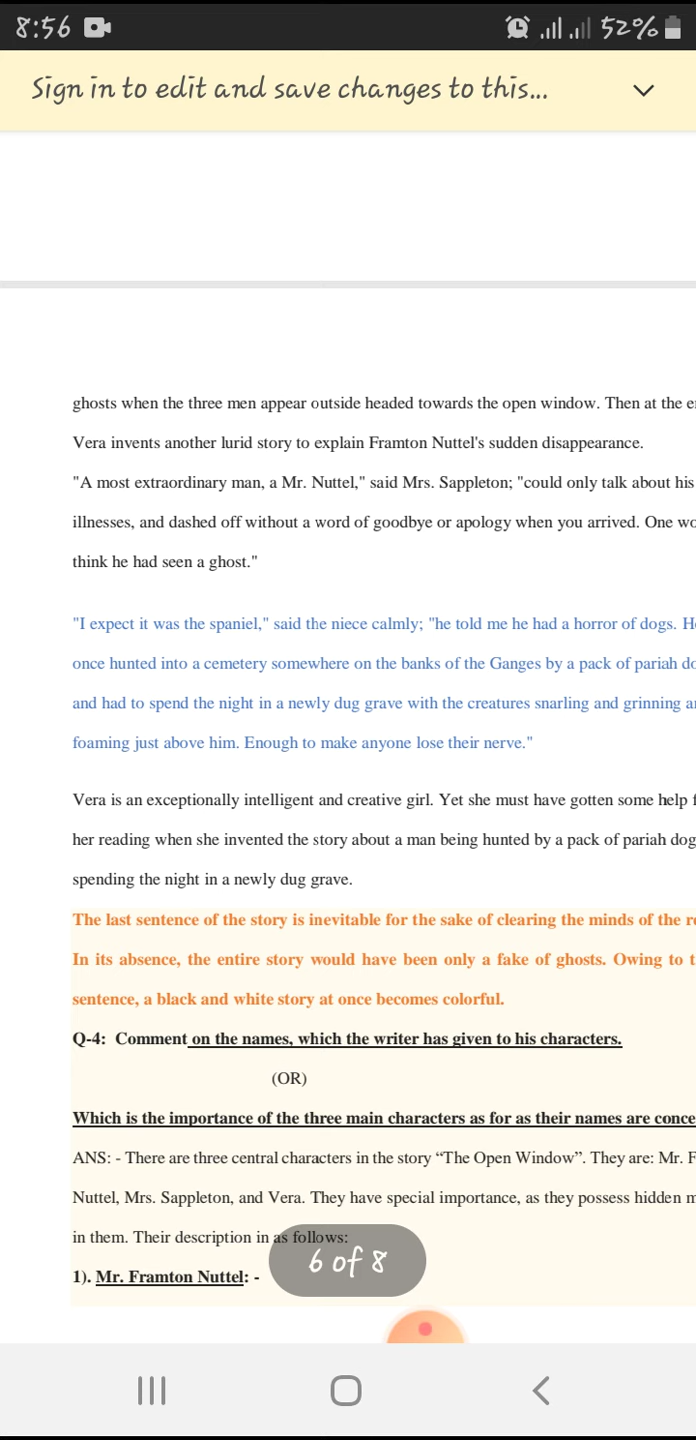 8:56
52%
Sign in to edit and save changes to this...
ghosts when the three men appear outside headed towards the open window. Then at the
Vera invents another lurid story to explain Framton Nuttel's sudden disappearance.
"A most extraordinary man, a Mr. Nuttel," said Mrs. Sappleton; "could only talk about his
illnesses, and dashed off without a word of goodbye or apology when you arrived. One
think he had seen a ghost."
"I expect it was the spaniel," said the niece calmly; "he told me he had a horror of dogs.
once hunted into a cemetery somewhere on the banks of the Ganges by a pack of pariah
and had to spend the night in a newly dug grave with the creatures snarling and grinning
foaming just above him. Enough to make anyone lose their nerve."
Vera is an exceptionally intelligent and creative girl. Yet she must have gotten some help
her reading when she invented the story about a man being hunted by a pack of pariah dog
spending the night in a newly dug grave.
The last sentence of the story is inevitable for the sake of clearing the minds of the
In its absence, the entire story would have been only a fake of ghosts. Owing to
sentence, a black and white story at once becomes colorful.
Q-4: Comment on the names, which the writer has given to his characters.
(OR)
Which is the importance of the three main characters as for as their names are
ANS: - There are three central characters in the story “The Open Window”. They are: Mr.
Nuttel, Mrs. Sappleton, and Vera. They have special importance, as they possess hidden
in them. Their description in as follows:
6 of 8
1). Mr. Framton Nuttel: -